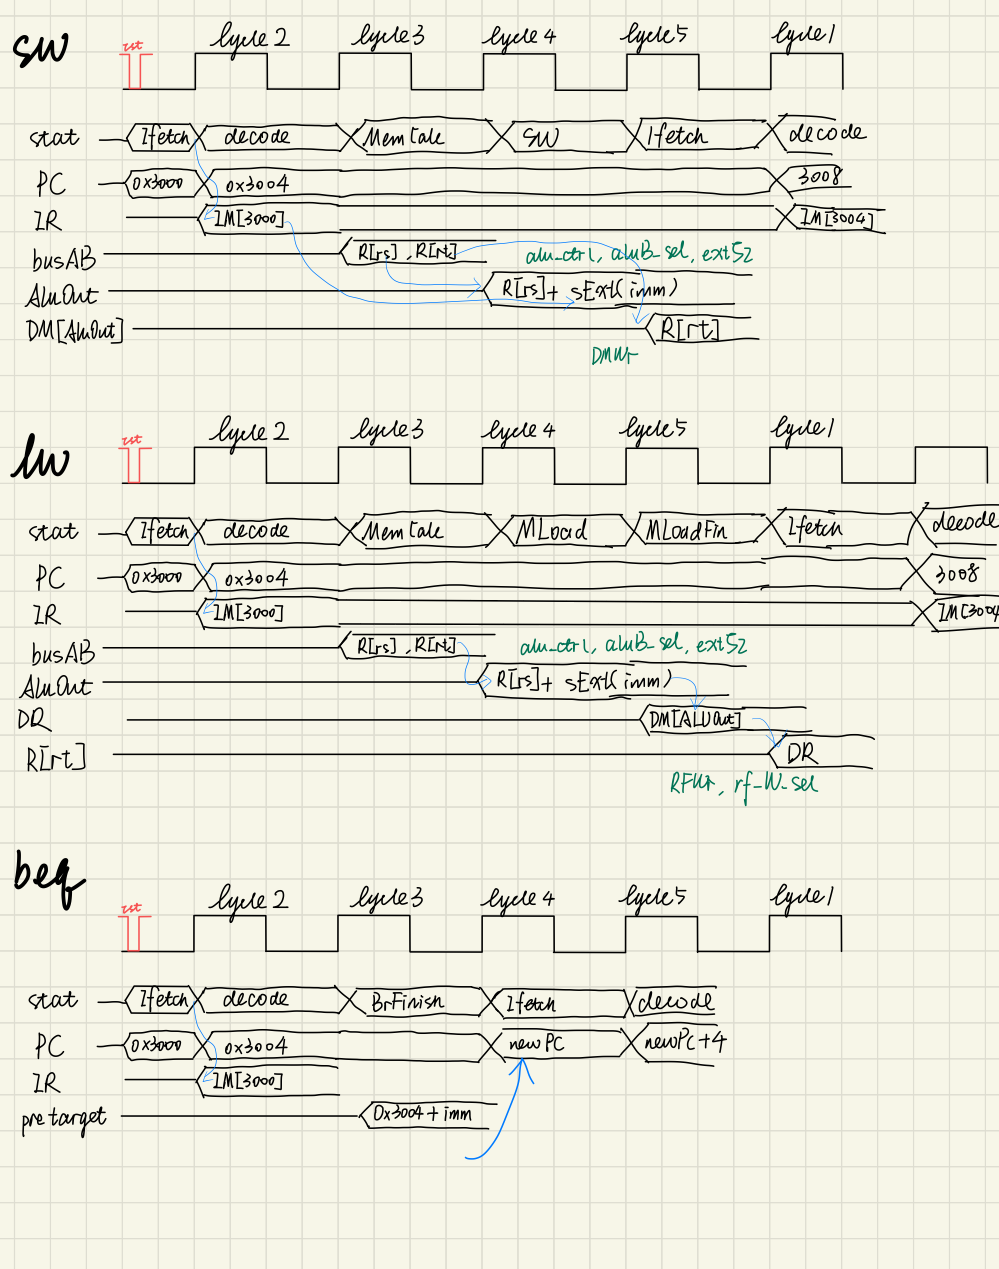 sw
rst Cycle 2 Cycle 3 Cycle 4 Cycle 5 Cycle 1
stat Ifetch decode MemCalc SW Ifetch decode
PC 0x3000 0x3004 3008
IR IM[3000] IM[3004]
busAB R[rs], R[rt] alu_ctrl, aluB_sel, ext52
AluOut R[rs]+ sExt(imm)
DM[AluOut] R[rt]
DMWr
lw
rst Cycle 2 Cycle 3 Cycle 4 Cycle 5 Cycle 1
stat Ifetch decode MemCalc MLoad MLoadFin Ifetch decode
PC 0x3000 0x3004 3008
IR IM[3000] IM[3004
busAB R[rs], R[rt] alu_ctrl, aluB_sel, ext52
AluOut R[rs]+ sExt(imm)
DR DM[ALUOut]
R[rt] DR
RFWr, rf_W_sel
beq
rst Cycle 2 Cycle 3 Cycle 4 Cycle 5 Cycle 1
stat Ifetch decode BrFinish Ifetch decode
PC 0x3000 0x3004 newPC newPC+4
IR IM[3000]
pre target 0x3004+imm